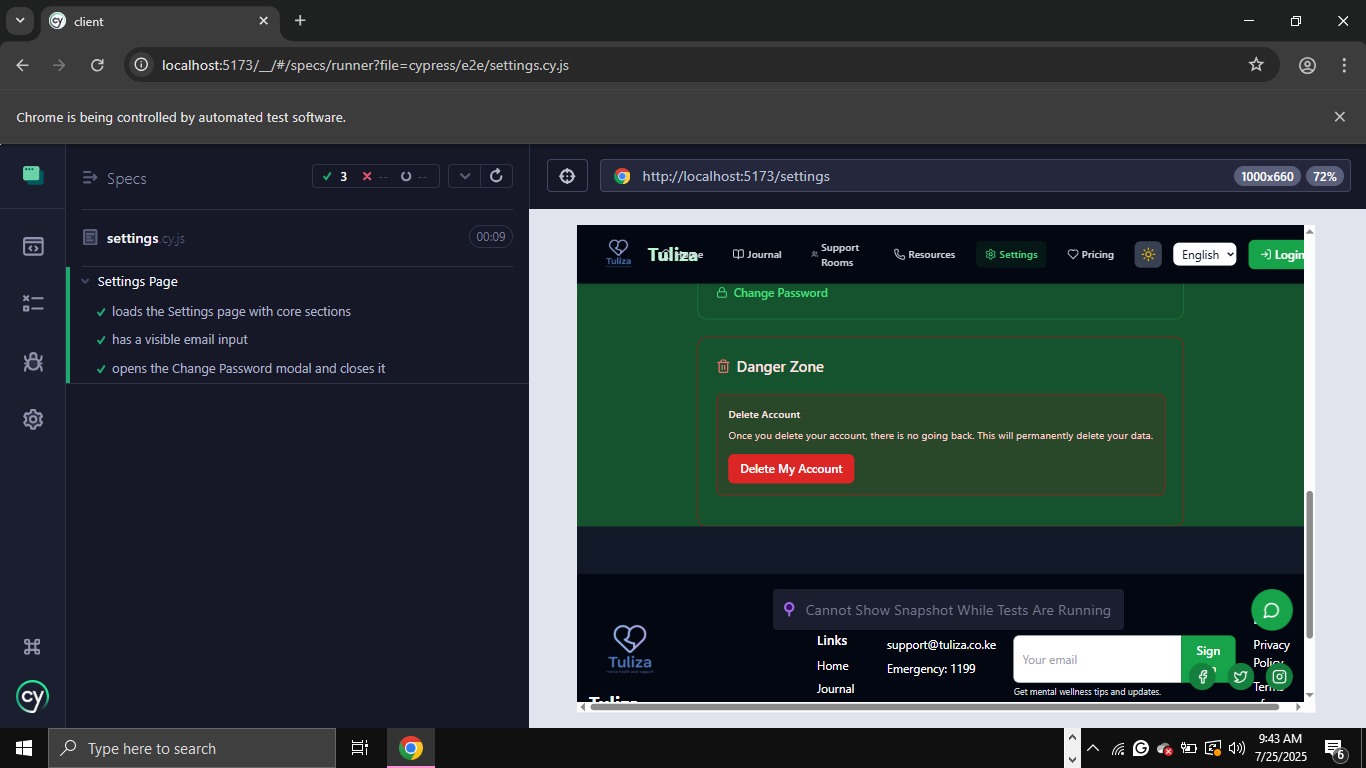 client
localhost:5173/__/#/specs/runner?file=cypress/e2e/settings.cy.js
Chrome is being controlled by automated test software.
Specs
3
--
--
settings.cy.js
00:09
Settings Page
loads the Settings page with core sections
has a visible email input
opens the Change Password modal and closes it
http://localhost:5173/settings
1000x660
72%
Tuliza
Tuliza
Journal
Support
Rooms
Resources
Settings
Pricing
English
Login
Change Password
Danger Zone
Delete Account
Once you delete your account, there is no going back. This will permanently delete your data.
Delete My Account
Cannot Show Snapshot While Tests Are Running
Tuliza
Tuliza
Links
Home
Journal
support@tuliza.co.ke
Emergency: 1199
Your email
Sign
Get mental wellness tips and updates.
Privacy
Policy
Terms
cy
Type here to search
9:43 AM
7/25/2025
6